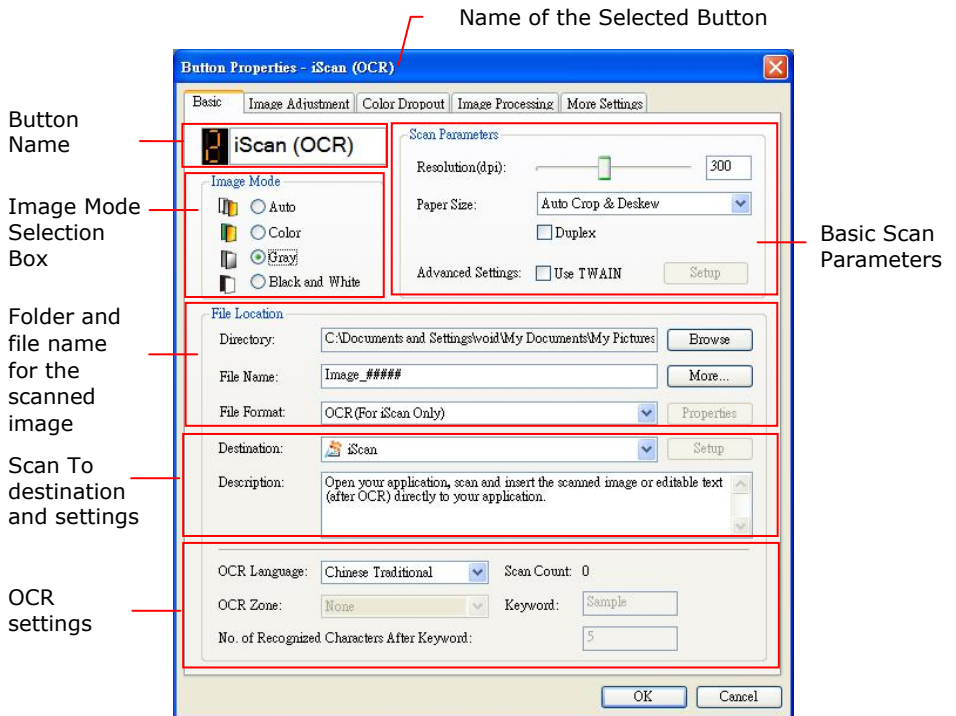 Name of the Selected Button
Button Properties - iScan (OCR)
Basic Image Adjustment Color Dropout Image Processing More Settings
Button
Name
2 iScan (OCR)
Image Mode
Selection
Box
Image Mode
Auto
Color
Gray
Black and White
Scan Parameters
Resolution(dpi): 300
Paper Size: Auto Crop & Deskew
Duplex
Advanced Settings: Use TWAIN Setup
Basic Scan
Parameters
Folder and
file name
for the
scanned
image
File Location
Directory: C:\Documents and Settings\void\My Documents\My Pictures Browse
File Name: Image_##### More...
File Format: OCR(For iScan Only) Properties
Scan To
destination
and settings
Destination: iScan Setup
Description: Open your application, scan and insert the scanned image or editable text
(after OCR) directly to your application.
OCR
settings
OCR Language: Chinese Traditional Scan Count: 0
OCR Zone: None Keyword: Sample
No. of Recognized Characters After Keyword: 5
OK Cancel